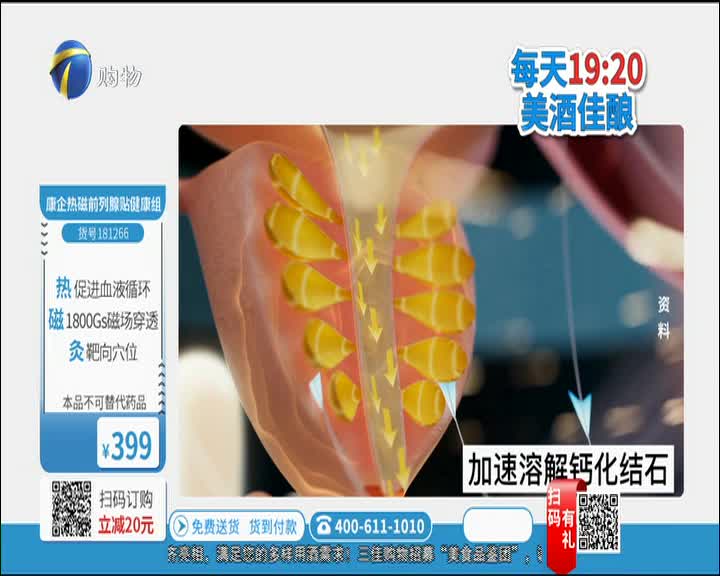 购物
每天19:20
美酒佳酿
康企热磁前列腺贴健康组
货号181266
热 促进血液循环
磁 1800Gs磁场穿透
灸 靶向穴位
本品不可替代药品
¥399
资料
加速溶解钙化结石
扫码订购
立减20元
免费送货 货到付款
400-611-1010
扫码有礼
齐亮相，满足您的多样用酒需求！三佳购物招募“美食品鉴团”，